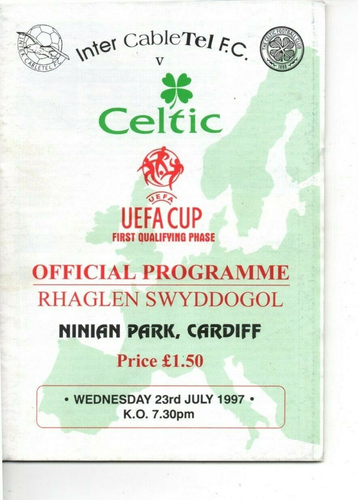 Inter CableTel F.C.
v
Celtic
UEFA
UEFA CUP
FIRST QUALIFYING PHASE
OFFICIAL PROGRAMME
RHAGLEN SWYDDOGOL
NINIAN PARK, CARDIFF
Price £1.50
• WEDNESDAY 23rd JULY 1997 •
K.O. 7.30pm